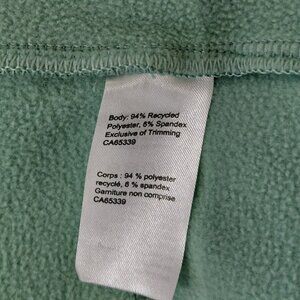 Body: 94% Recycled
Polyester, 6% Spandex
Exclusive of Trimming
CA65339
Corps : 94 % polyester
recyclé, 6 % spandex
Garniture non comprise
CA65339